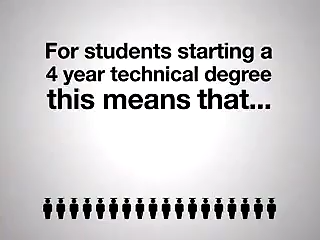 For students starting a
4 year technical degree
this means that...